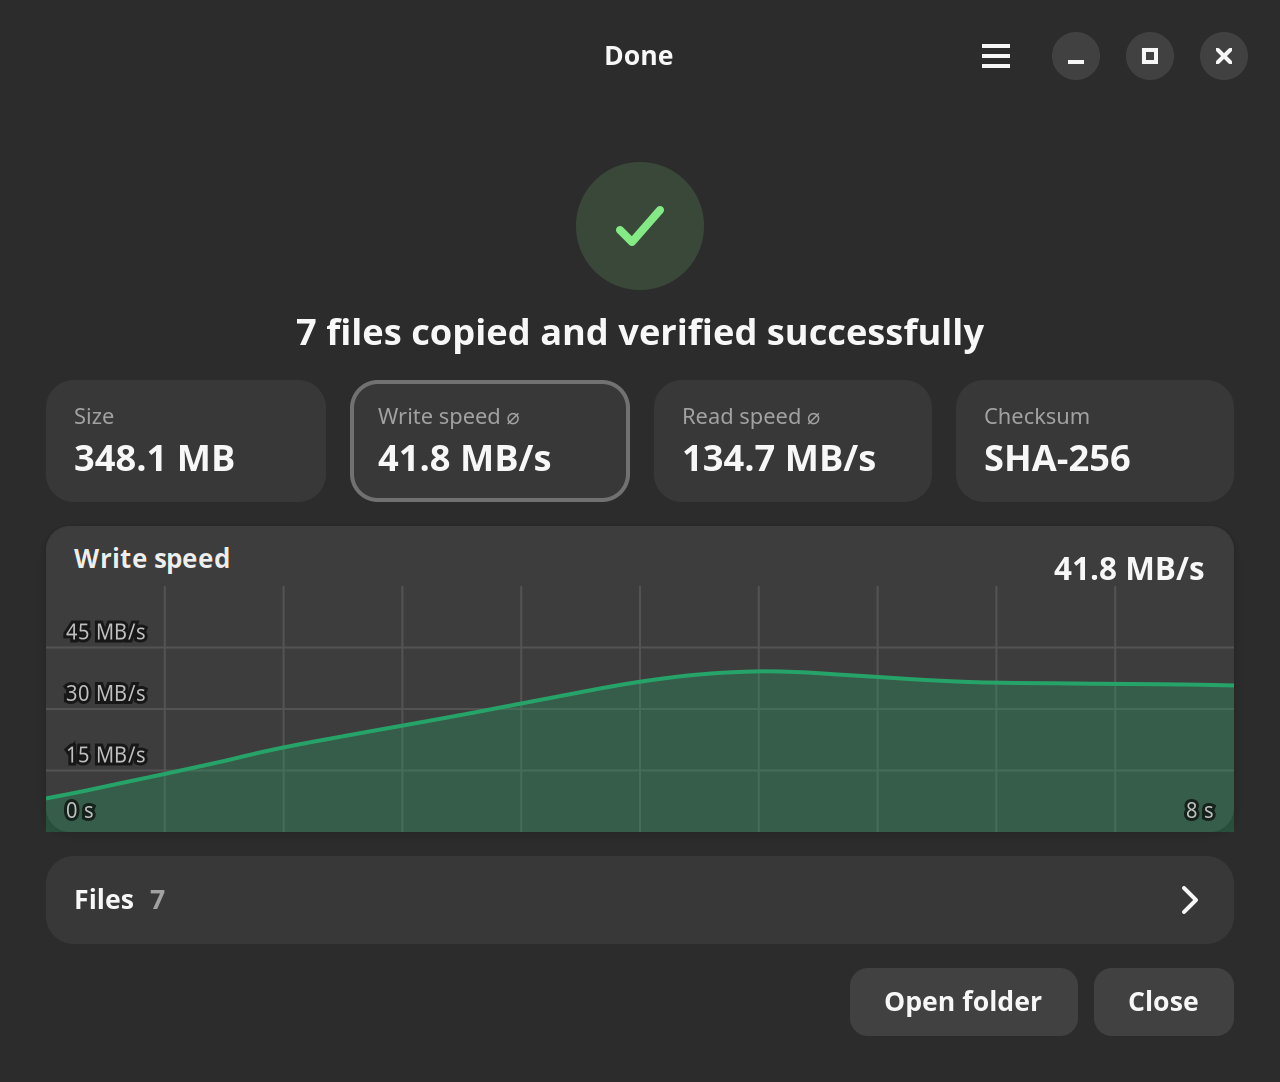 Done
7 files copied and verified successfully
Size
348.1 MB
Write speed ⌀
41.8 MB/s
Read speed ⌀
134.7 MB/s
Checksum
SHA-256
Write speed
41.8 MB/s
45 MB/s
30 MB/s
15 MB/s
0 s
8 s
Files 7
Open folder
Close